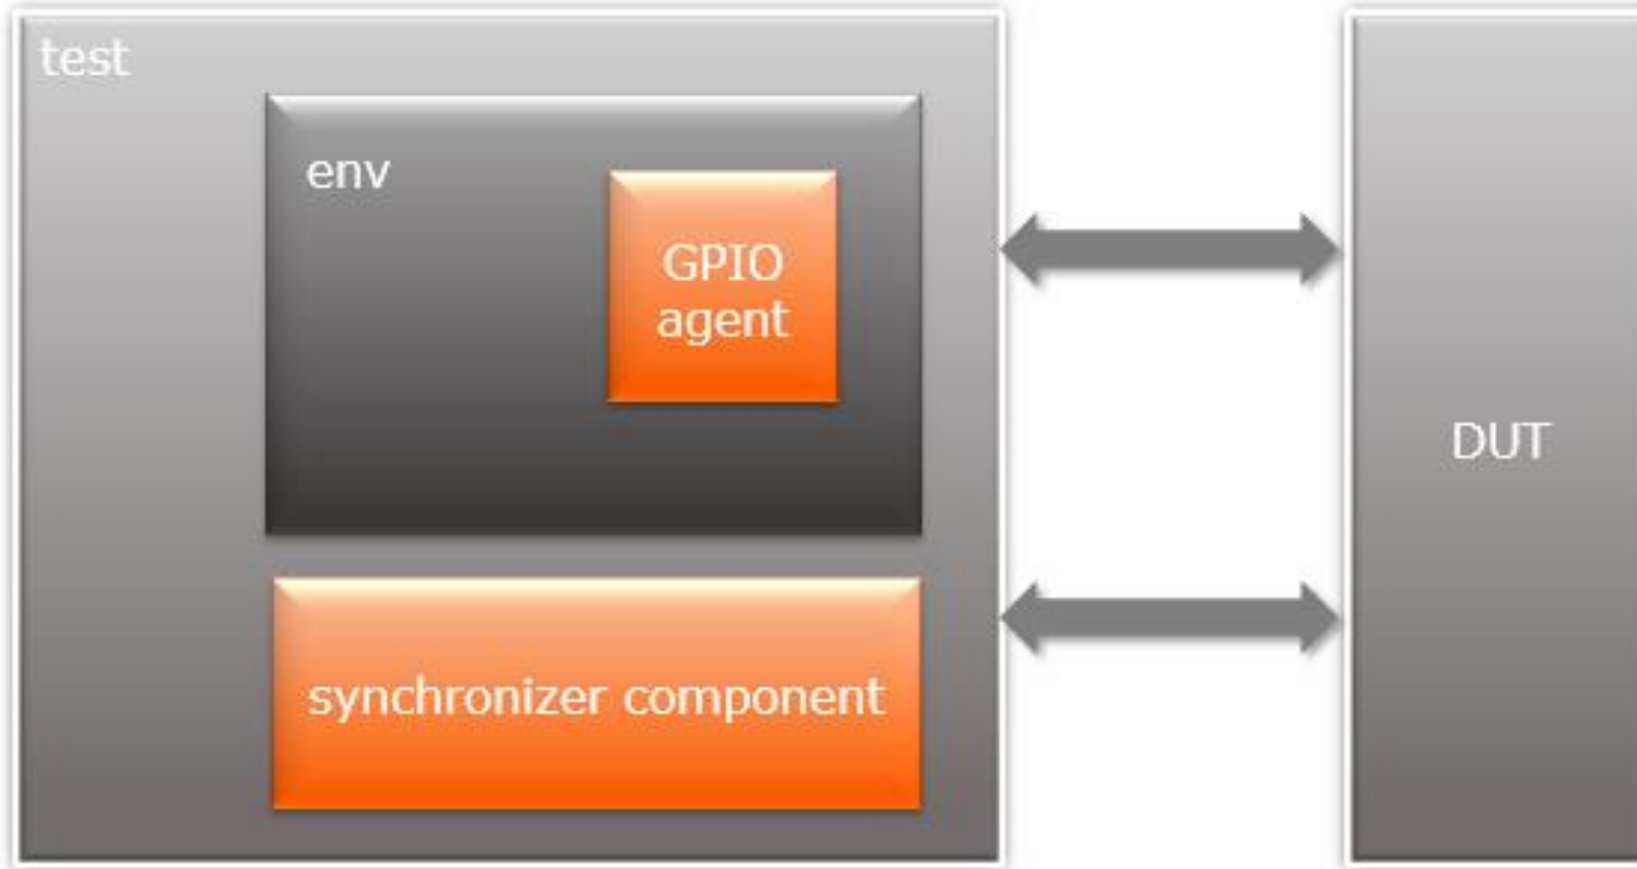 test
env
GPIO
agent
DUT
synchronizer component